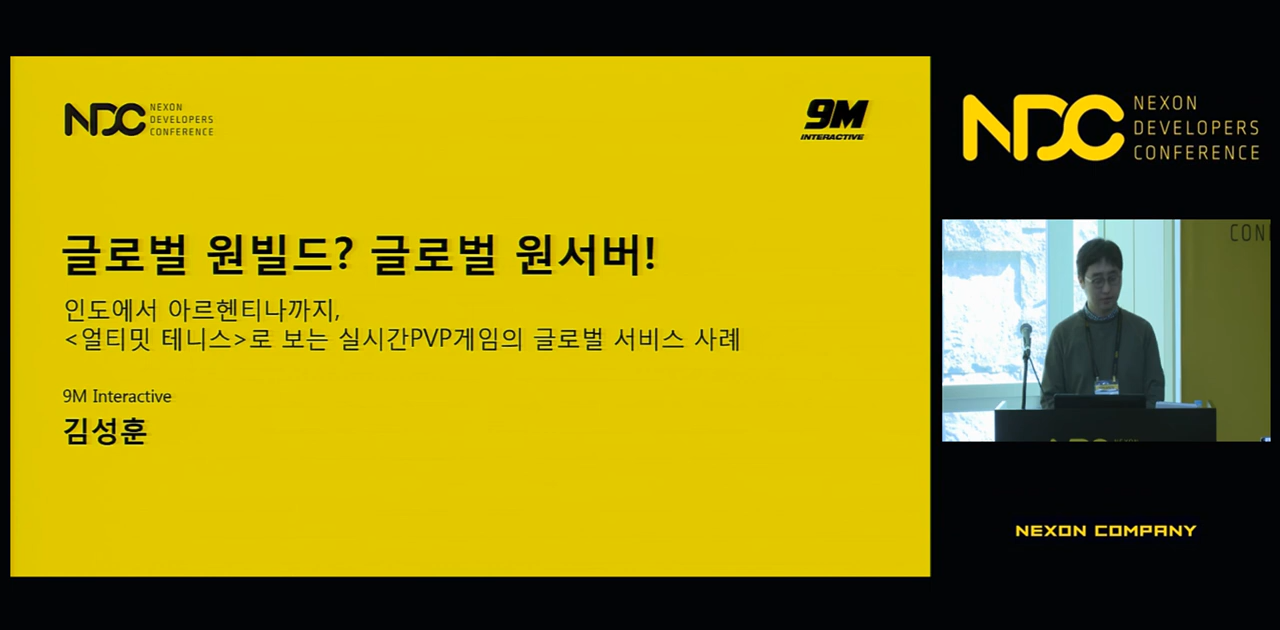 NDC NEXON
DEVELOPERS
CONFERENCE
9M
INTERACTIVE
글로벌 원빌드? 글로벌 원서버!
인도에서 아르헨티나까지,
<얼티밋 테니스>로 보는 실시간PVP게임의 글로벌 서비스 사례
9M Interactive
김성훈
NDC NEXON
DEVELOPERS
CONFERENCE
CON
NEXON COMPANY